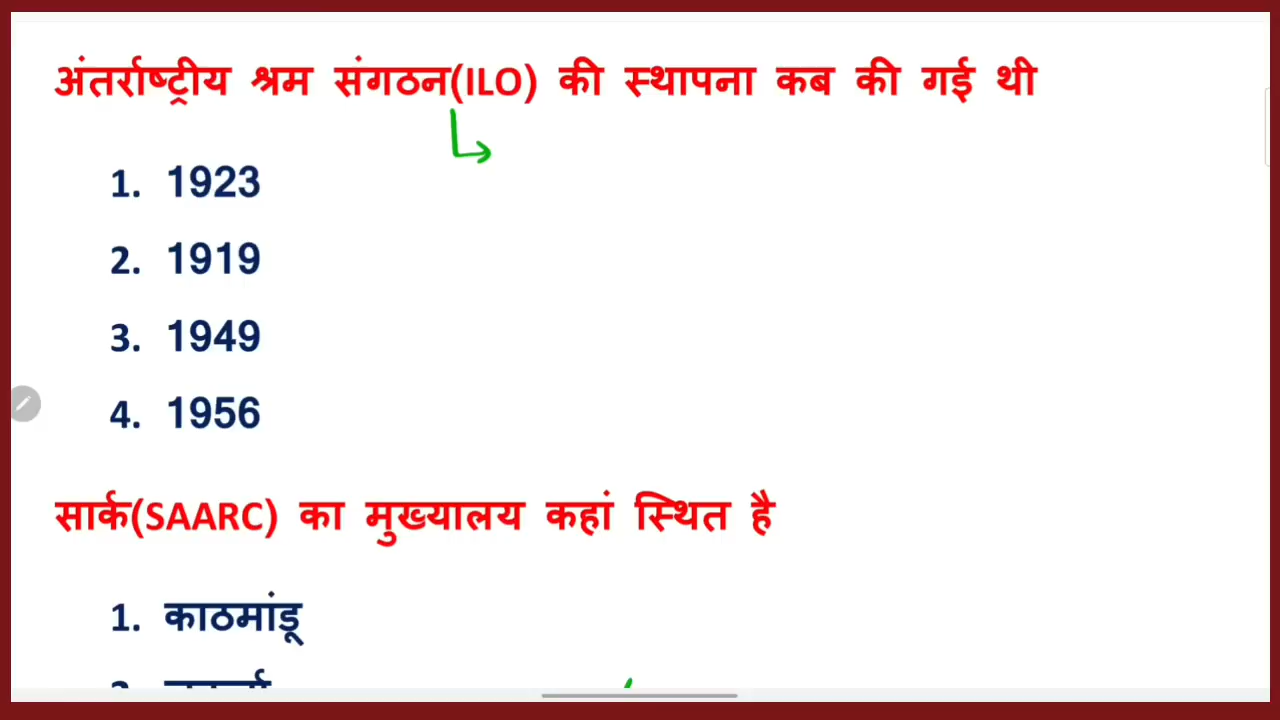 अंतर्राष्ट्रीय श्रम संगठन(ILO) की स्थापना कब की गई थी
1. 1923
2. 1919
3. 1949
4. 1956
सार्क(SAARC) का मुख्यालय कहां स्थित है
1. काठमांडू